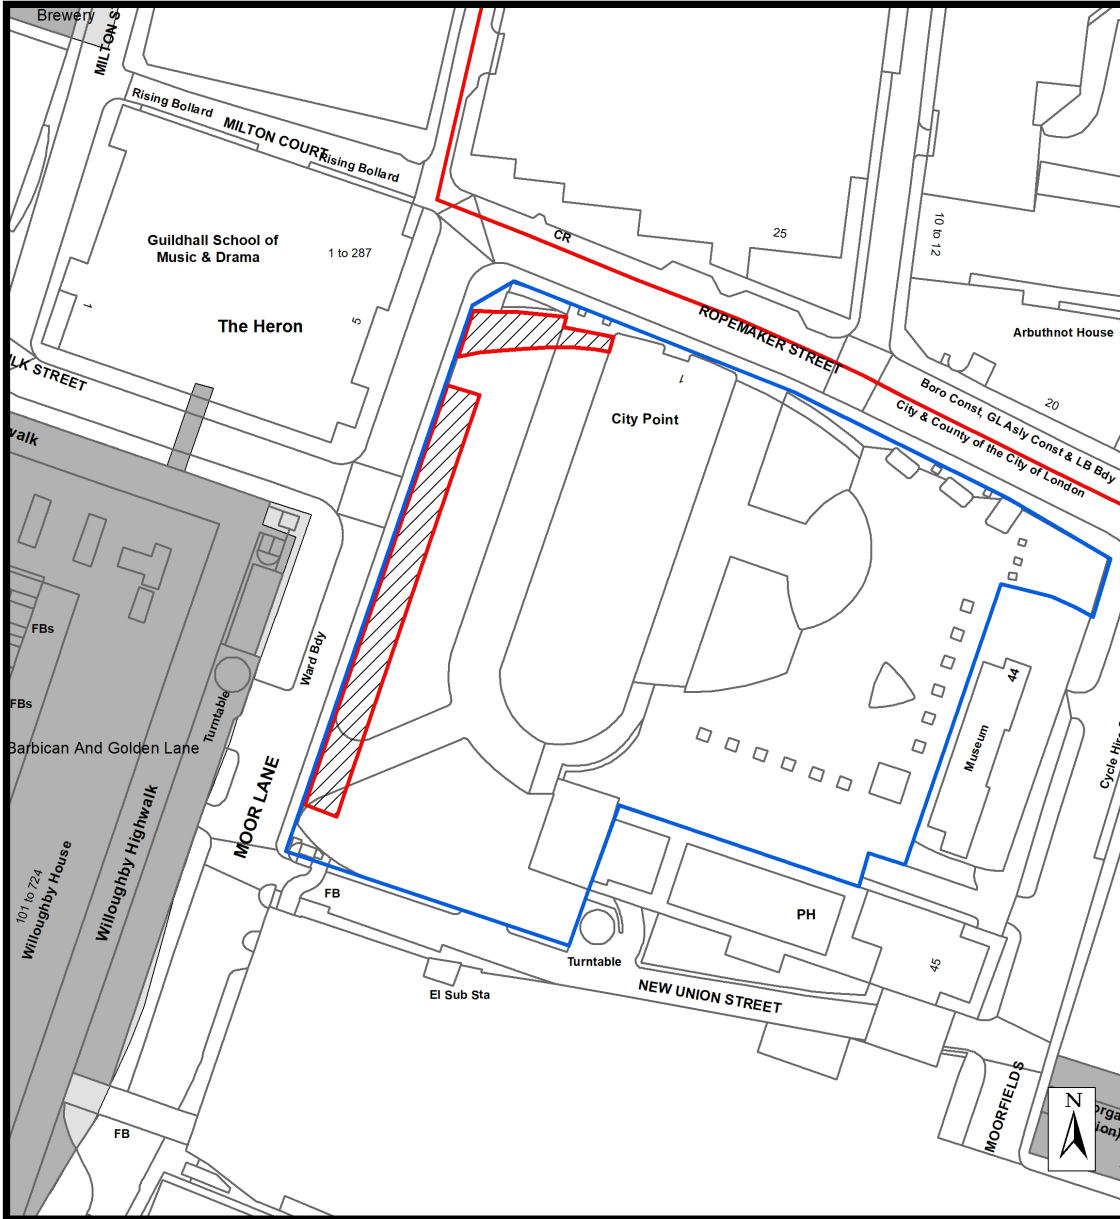 Brewery
MILTON S
Rising Bollard
MILTON COURT
Rising Bollard
Guildhall School of
Music & Drama
1 to 287
1
5
The Heron
LK STREET
walk
CR
25
10 to 12
ROPEMAKER STREET
Arbuthnot House
20
Boro Const, GL Asly Const & LB Bdy
City & County of the City of London
1
City Point
FBs
FBs
Ward Bdy
Turntable
Barbican And Golden Lane
MOOR LANE
Willoughby Highwalk
101 to 724
Willoughby House
44
Museum
Cycle Hire
FB
PH
Turntable
45
El Sub Sta
NEW UNION STREET
MOORFIELDS
FB
N
orga
ion)